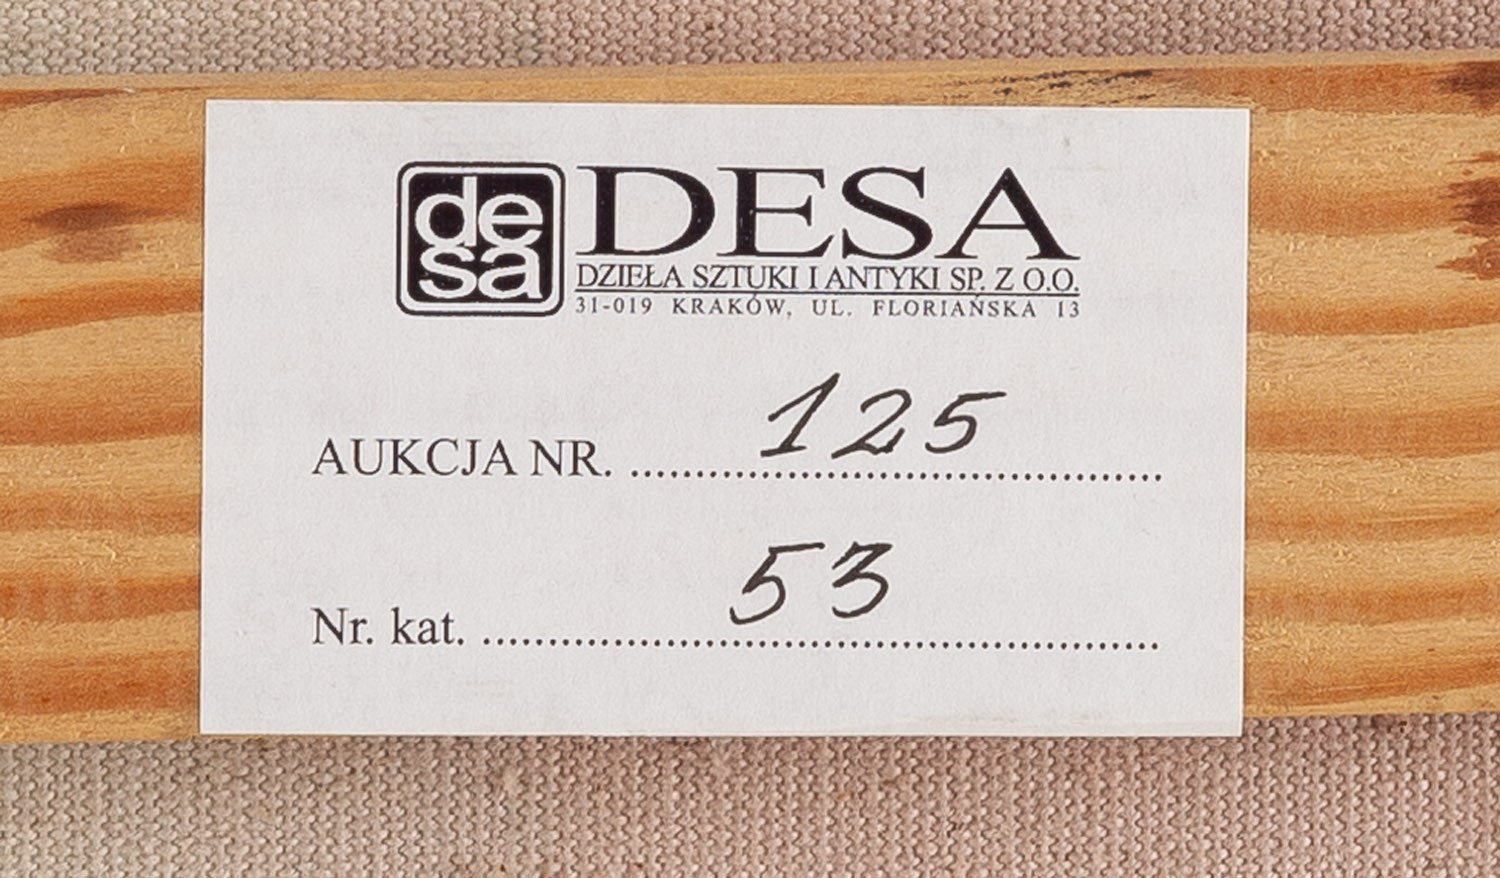 de
sa
DESA
DZIEŁA SZTUKI I ANTYKI SP. Z O.O.
31-019 KRAKÓW, UL. FLORIAŃSKA 13
AUKCJA NR. 125
Nr. kat. 53